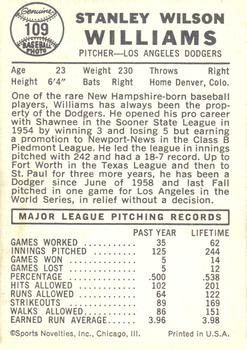 Genuine
109
BASEBALL
PHOTO
STANLEY WILSON
WILLIAMS
PITCHER—LOS ANGELES DODGERS
Age 23 Weight 230 Throws Right
Height 6'4" Bats Right Home Denver, Colo.
One of the rare New Hampshire-born baseball
players, Williams has always been the prop-
erty of the Dodgers. He opened his pro career
with Shawnee in the Sooner State League in
1954 by winning 3 and losing 5 but earning
a promotion to Newport-News in the Class B
Piedmont League. He led the league in innings
pitched with 242 and had a 18-7 record. Up to
Fort Worth in the Texas League and then to
St. Paul for three more years, he has been a
Dodger since June of 1958 and last Fall
pitched in one game for Los Angeles in the
World Series, in relief without a decision.
MAJOR LEAGUE PITCHING RECORDS
PAST YEAR LIFETIME
GAMES WORKED 35 62
INNINGS PITCHED 125 244
GAMES WON 5 14
GAMES LOST 5 12
PERCENTAGE .500 .538
HITS ALLOWED 102 201
RUNS ALLOWED 64 122
STRIKEOUTS 89 169
WALKS ALLOWED 86 151
EARNED RUN AVERAGE 3.96 3.98
©Sports Novelties, Inc., Chicago, Ill. Printed in U.S.A.